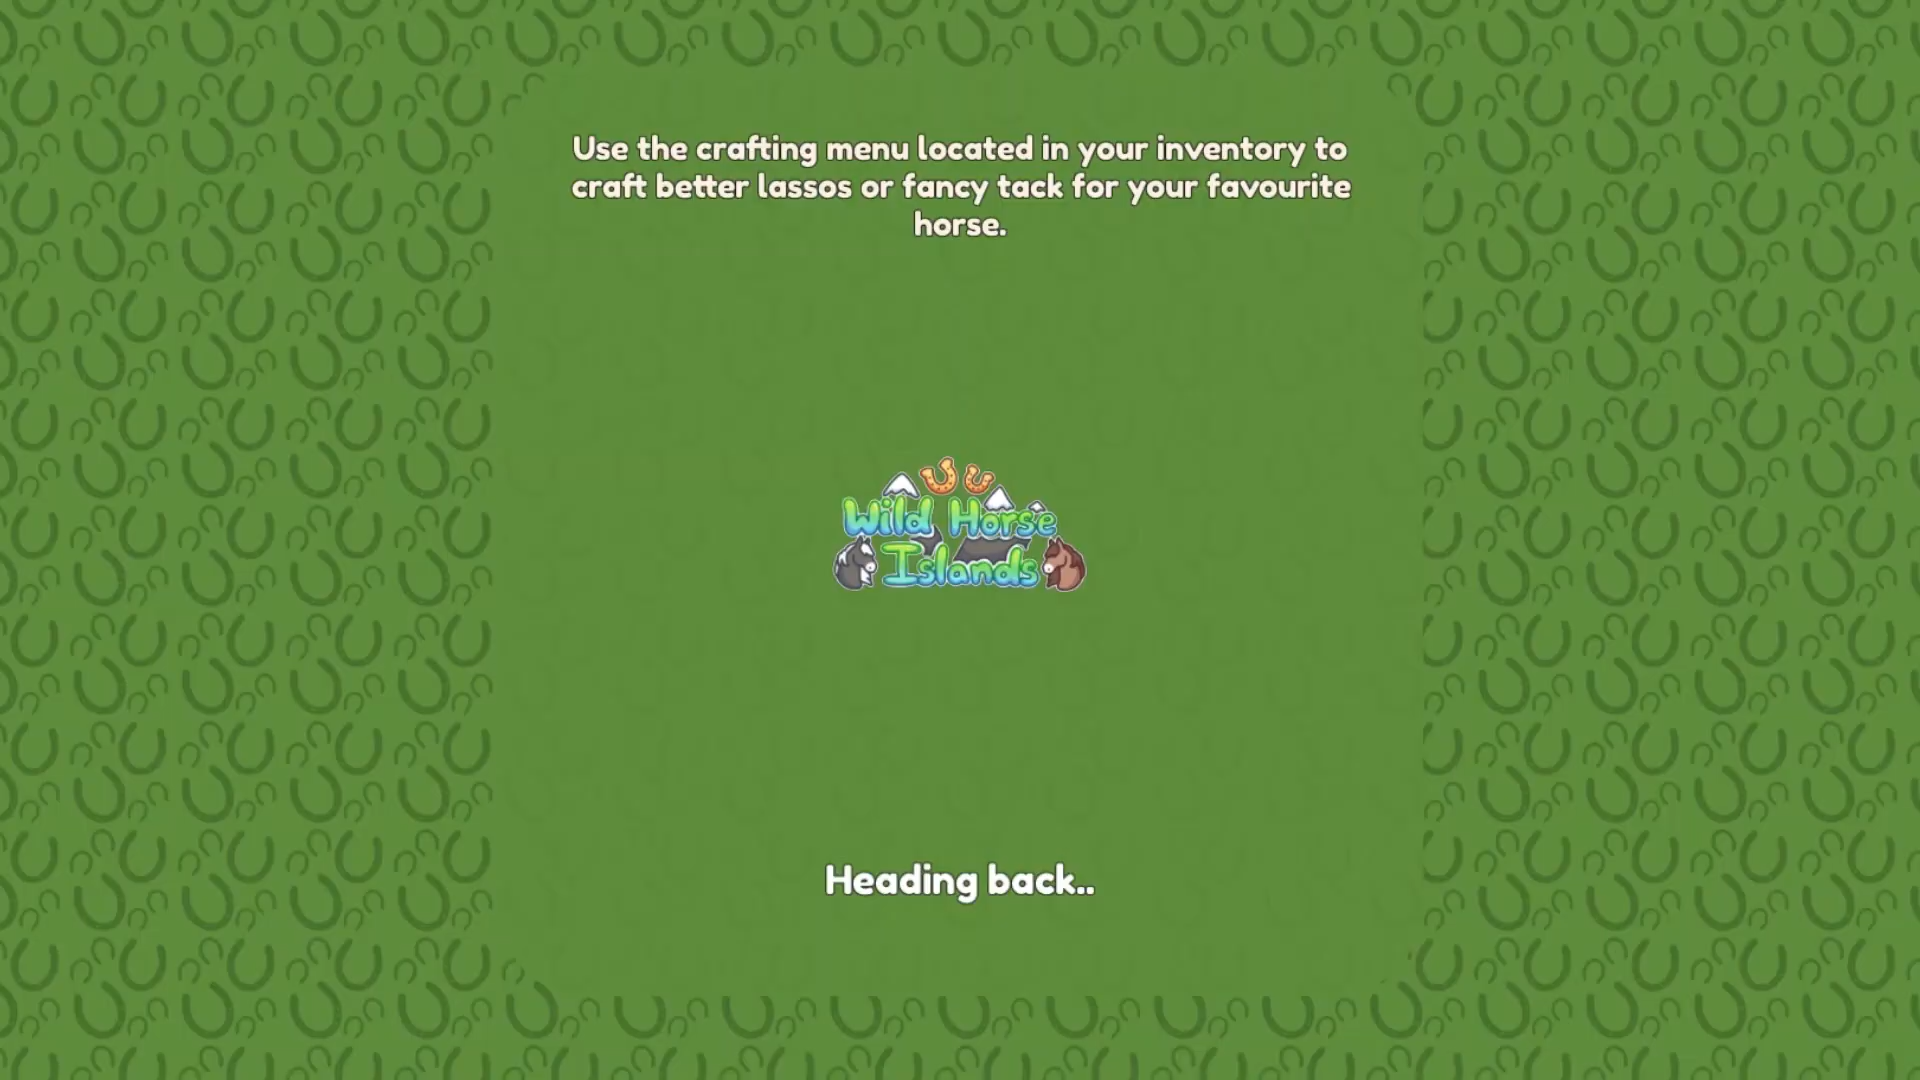 Use the crafting menu located in your inventory to
craft better lassos or fancy tack for your favourite
horse.
Wild Horse
Islands
Heading back..